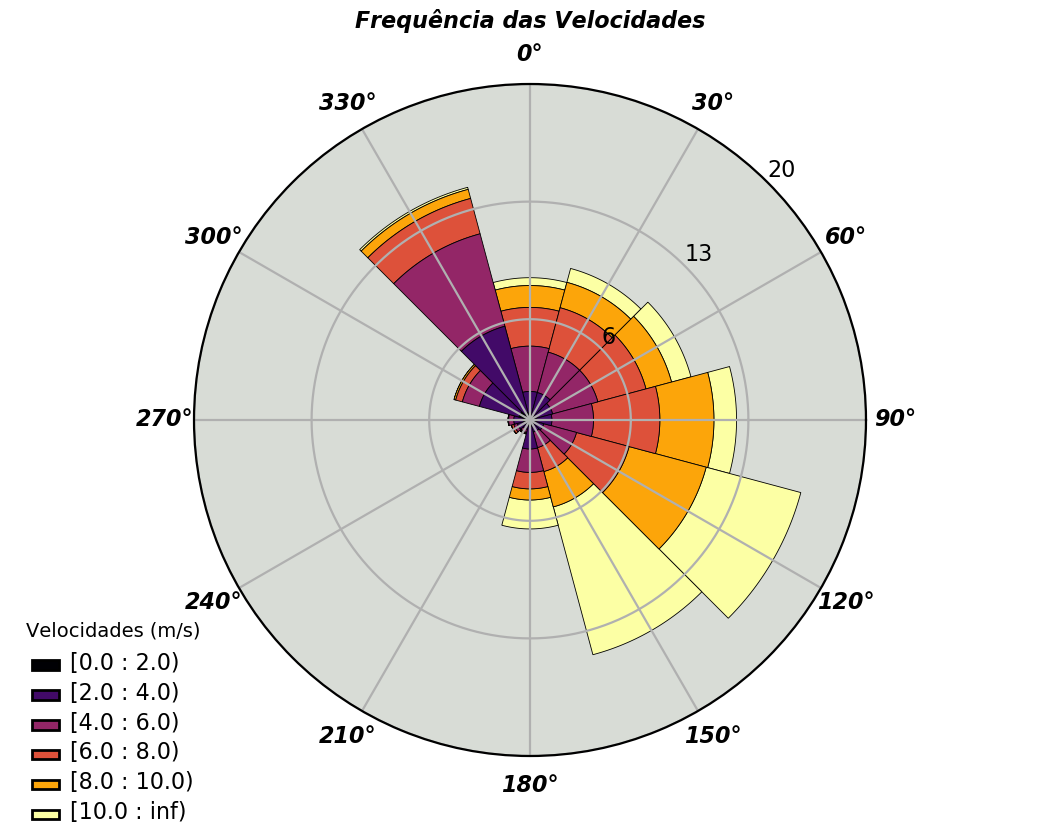 Frequência das Velocidades
0°
330°
30°
20
300°
60°
13
6
270°
90°
240°
120°
210°
150°
180°
Velocidades (m/s)
[0.0 : 2.0)
[2.0 : 4.0)
[4.0 : 6.0)
[6.0 : 8.0)
[8.0 : 10.0)
[10.0 : inf)